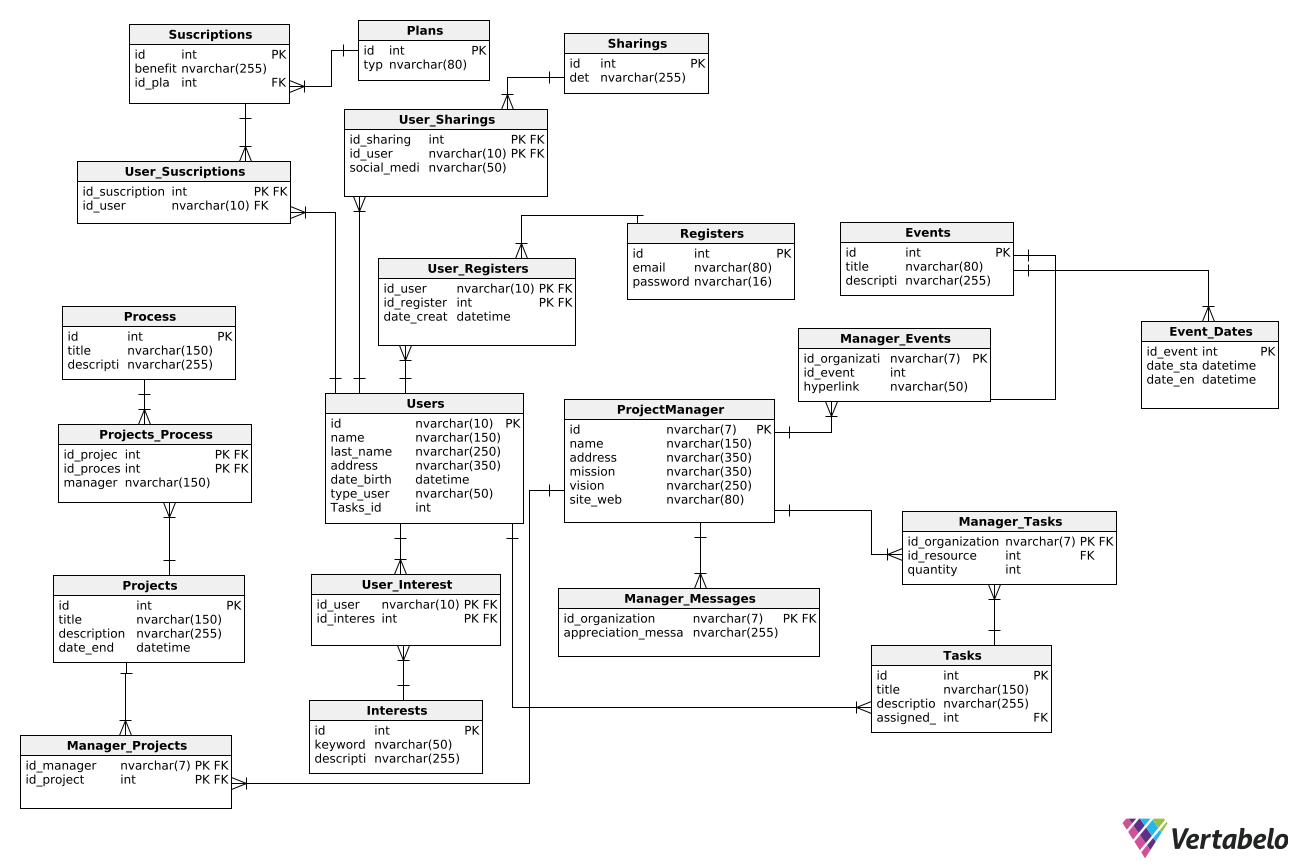 Suscriptions
id int PK
benefit nvarchar(255)
id_pla int FK
Plans
id int PK
typ nvarchar(80)
Sharings
id int PK
det nvarchar(255)
User_Sharings
id_sharing int PK FK
id_user nvarchar(10) PK FK
social_medi nvarchar(50)
User_Suscriptions
id_suscription int PK FK
id_user nvarchar(10) FK
Registers
id int PK
email nvarchar(80)
password nvarchar(16)
Events
id int PK
title nvarchar(80)
descripti nvarchar(255)
User_Registers
id_user nvarchar(10) PK FK
id_register int PK FK
date_creat datetime
Process
id int PK
title nvarchar(150)
descripti nvarchar(255)
Manager_Events
id_organizati nvarchar(7) PK
id_event int
hyperlink nvarchar(50)
Event_Dates
id_event int PK
date_sta datetime
date_en datetime
Users
id nvarchar(10) PK
name nvarchar(150)
last_name nvarchar(250)
address nvarchar(350)
date_birth datetime
type_user nvarchar(50)
Tasks_id int
ProjectManager
id nvarchar(7) PK
name nvarchar(150)
address nvarchar(350)
mission nvarchar(350)
vision nvarchar(250)
site_web nvarchar(80)
Projects_Process
id_projec int PK FK
id_proces int PK FK
manager nvarchar(150)
Manager_Tasks
id_organization nvarchar(7) PK FK
id_resource int FK
quantity int
Projects
id int PK
title nvarchar(150)
description nvarchar(255)
date_end datetime
User_Interest
id_user nvarchar(10) PK FK
id_interes int PK FK
Manager_Messages
id_organization nvarchar(7) PK FK
appreciation_messa nvarchar(255)
Tasks
id int PK
title nvarchar(150)
descriptio nvarchar(255)
assigned_ int FK
Interests
id int PK
keyword nvarchar(50)
descripti nvarchar(255)
Manager_Projects
id_manager nvarchar(7) PK FK
id_project int PK FK
Vertabelo